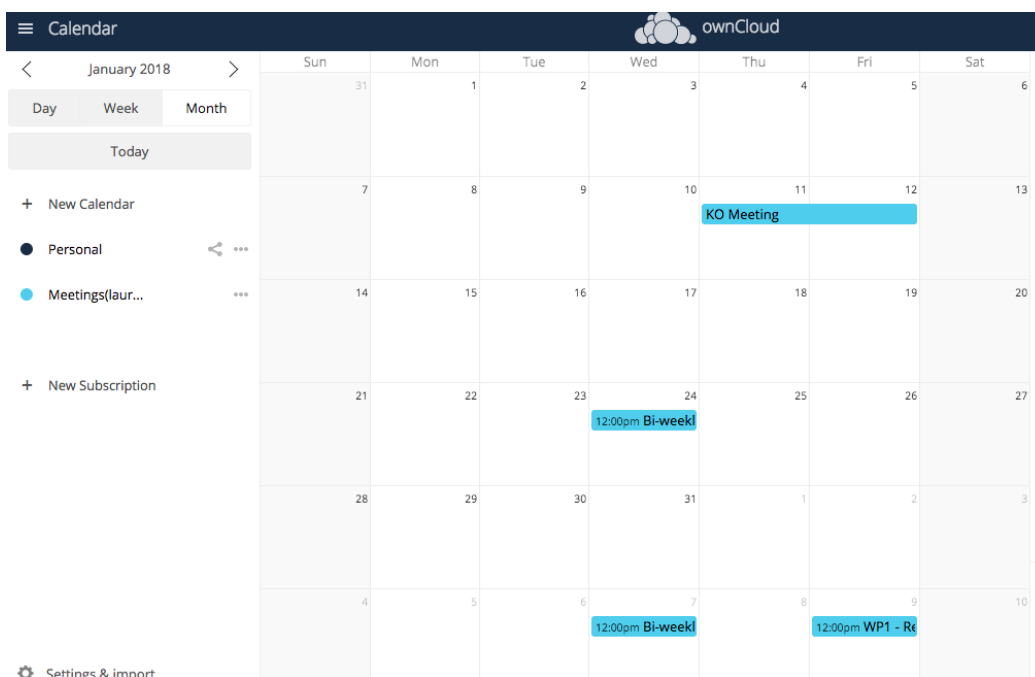 Calendar
ownCloud
January 2018
Day Week Month
Today
+ New Calendar
Personal
Meetings(laur...
+ New Subscription
Settings & import
Sun Mon Tue Wed Thu Fri Sat
31 1 2 3 4 5 6
7 8 9 10 11 12 13
KO Meeting
14 15 16 17 18 19 20
21 22 23 24 25 26 27
12:00pm Bi-weekl
28 29 30 31 1 2 3
4 5 6 7 8 9 10
12:00pm Bi-weekl 12:00pm WP1 - Re